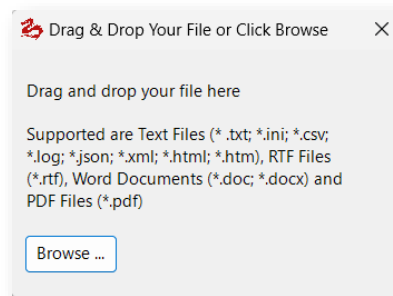 Drag & Drop Your File or Click Browse
Drag and drop your file here
Supported are Text Files (* .txt; *.ini; *.csv;
*.log; *.json; *.xml; *.html; *.htm), RTF Files
(*.rtf), Word Documents (*.doc; *.docx) and
PDF Files (*.pdf)
Browse ...